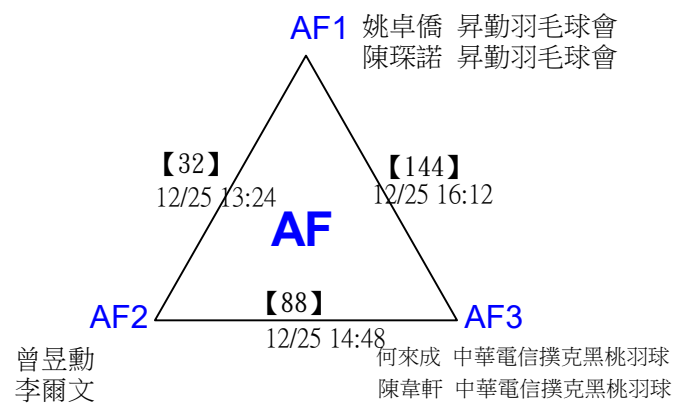 AF1 姚卓僑 昇勤羽毛球會
陳琛諾 昇勤羽毛球會
【32】
12/25 13:24
【144】
12/25 16:12
AF
【88】
12/25 14:48
AF2
AF3
曾昱勳
李爾文
何來成 中華電信撲克黑桃羽球
陳韋軒 中華電信撲克黑桃羽球